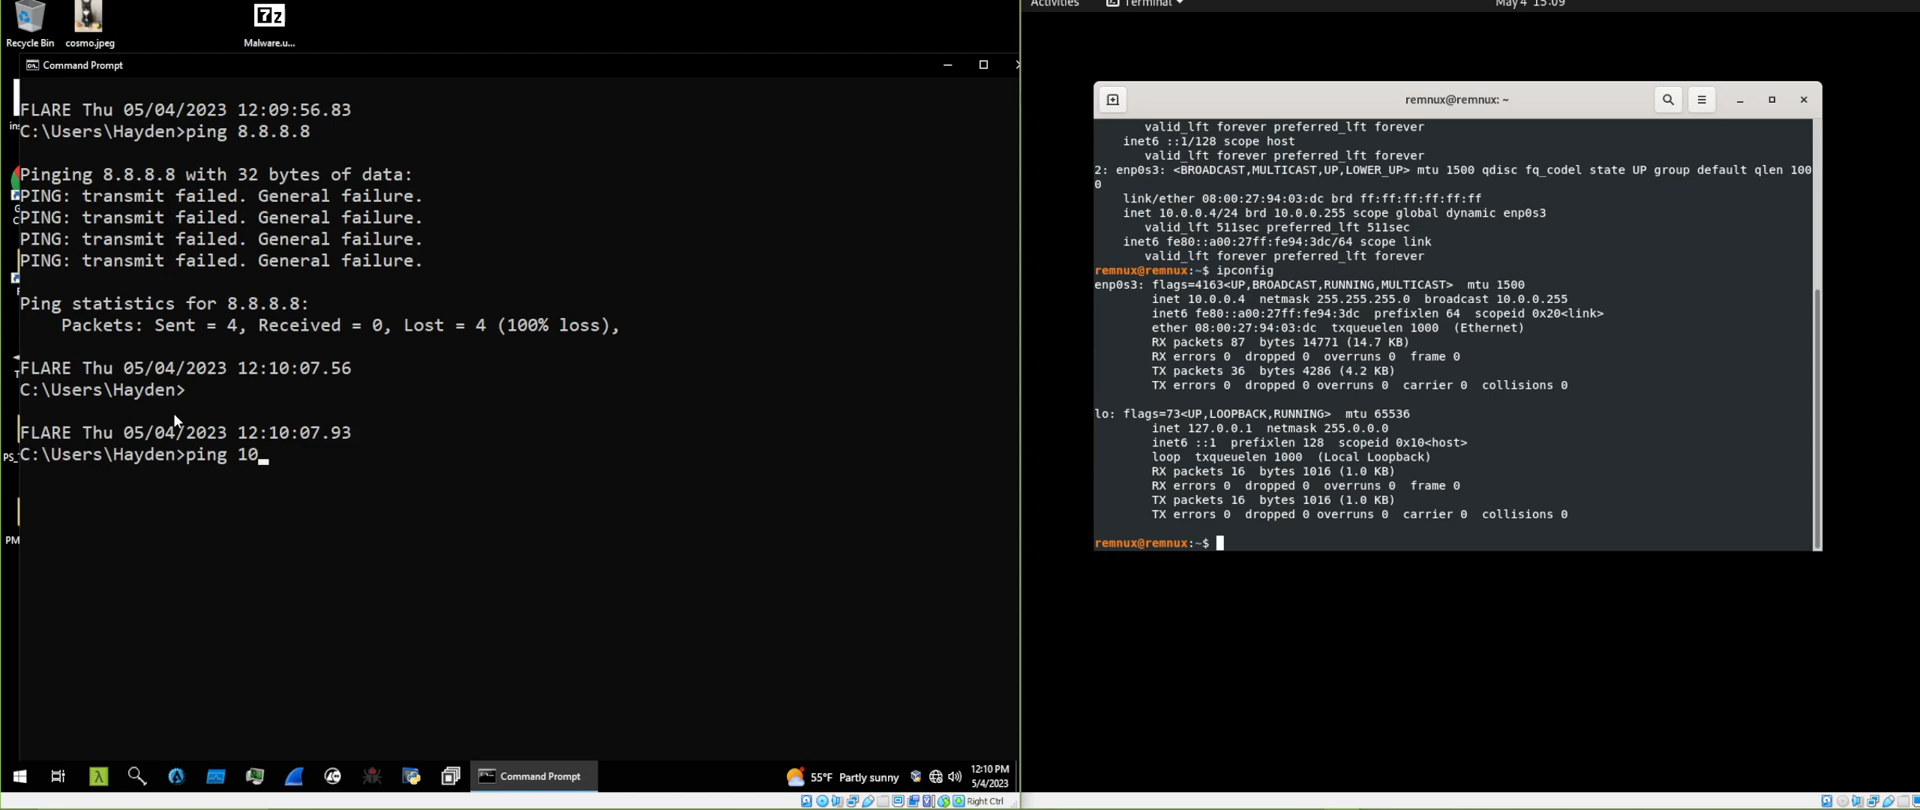 Recycle Bin
cosmo.jpeg
7z
Malware.u...
Command Prompt
FLARE Thu 05/04/2023 12:09:56.83
C:\Users\Hayden>ping 8.8.8.8
Pinging 8.8.8.8 with 32 bytes of data:
PING: transmit failed. General failure.
PING: transmit failed. General failure.
PING: transmit failed. General failure.
PING: transmit failed. General failure.
Ping statistics for 8.8.8.8:
Packets: Sent = 4, Received = 0, Lost = 4 (100% loss),
FLARE Thu 05/04/2023 12:10:07.56
C:\Users\Hayden>
FLARE Thu 05/04/2023 12:10:07.93
C:\Users\Hayden>ping 10_
Command Prompt
55°F Partly sunny
12:10 PM
5/4/2023
Right Ctrl
Activities
Terminal
May 4 15:09
remnux@remnux: ~
valid_lft forever preferred_lft forever
inet6 ::1/128 scope host
valid_lft forever preferred_lft forever
2: enp0s3: <BROADCAST,MULTICAST,UP,LOWER_UP> mtu 1500 qdisc fq_codel state UP group default qlen 100
0
link/ether 08:00:27:94:03:dc brd ff:ff:ff:ff:ff:ff
inet 10.0.0.4/24 brd 10.0.0.255 scope global dynamic enp0s3
valid_lft 511sec preferred_lft 511sec
inet6 fe80::a00:27ff:fe94:3dc/64 scope link
valid_lft forever preferred_lft forever
remnux@remnux:~$ ipconfig
enp0s3: flags=4163<UP,BROADCAST,RUNNING,MULTICAST> mtu 1500
inet 10.0.0.4 netmask 255.255.255.0 broadcast 10.0.0.255
inet6 fe80::a00:27ff:fe94:3dc prefixlen 64 scopeid 0x20<link>
ether 08:00:27:94:03:dc txqueuelen 1000 (Ethernet)
RX packets 87 bytes 14771 (14.7 KB)
RX errors 0 dropped 0 overruns 0 frame 0
TX packets 36 bytes 4286 (4.2 KB)
TX errors 0 dropped 0 overruns 0 carrier 0 collisions 0
lo: flags=73<UP,LOOPBACK,RUNNING> mtu 65536
inet 127.0.0.1 netmask 255.0.0.0
inet6 ::1 prefixlen 128 scopeid 0x10<host>
loop txqueuelen 1000 (Local Loopback)
RX packets 16 bytes 1016 (1.0 KB)
RX errors 0 dropped 0 overruns 0 frame 0
TX packets 16 bytes 1016 (1.0 KB)
TX errors 0 dropped 0 overruns 0 carrier 0 collisions 0
remnux@remnux:~$